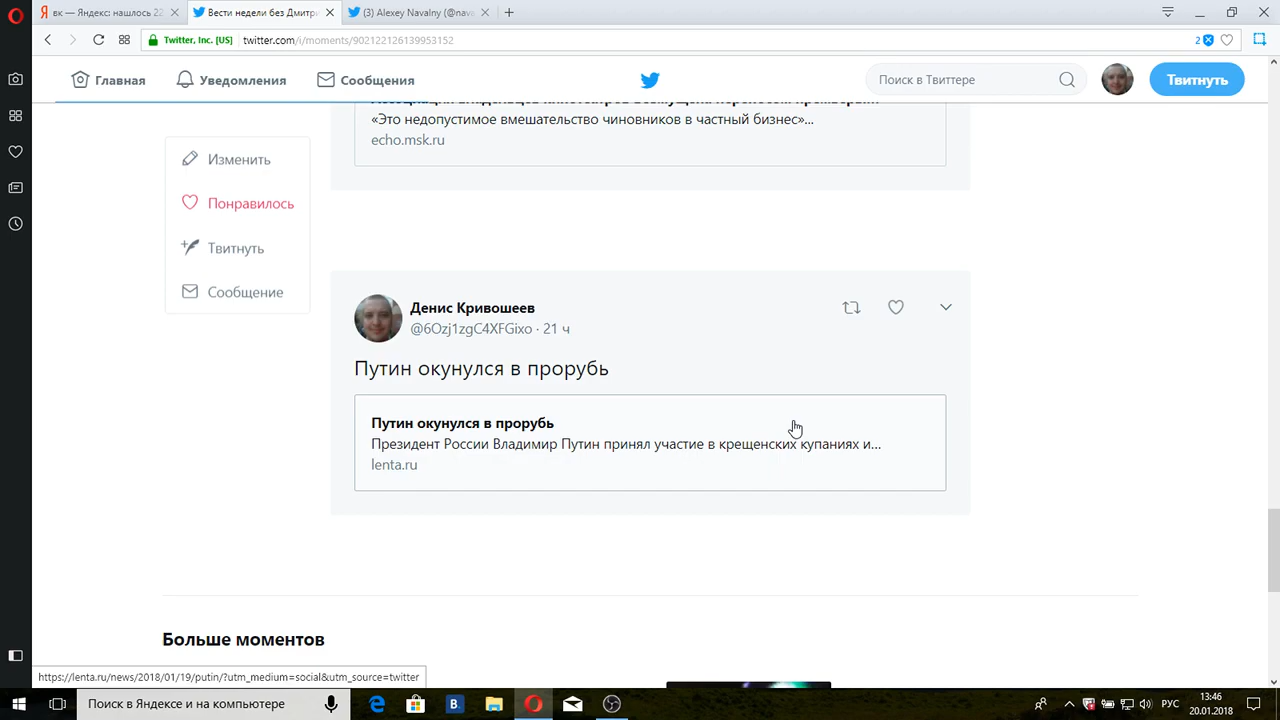 вк — Яндекс: нашлось 22
Вести недели без Дмитри
(3) Alexey Navalny (@nava
Twitter, Inc. [US]
twitter.com/i/moments/902122126139953152
2
Главная
Уведомления
Сообщения
Поиск в Твиттере
Твитнуть
«Это недопустимое вмешательство чиновников в частный бизнес»...
echo.msk.ru
Изменить
Понравилось
Твитнуть
Сообщение
Денис Кривошеев
@6Ozj1zgC4XFGixo · 21 ч
Путин окунулся в прорубь
Путин окунулся в прорубь
Президент России Владимир Путин принял участие в крещенских купаниях и...
lenta.ru
Больше моментов
https://lenta.ru/news/2018/01/19/putin/?utm_medium=social&utm_source=twitter
Поиск в Яндексе и на компьютере
РУС
13:46
20.01.2018